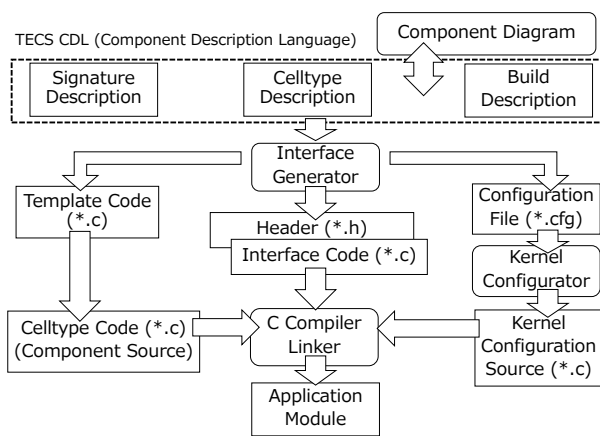 TECS CDL (Component Description Language)
Component Diagram
Signature
Description
Celltype
Description
Build
Description
Interface
Generator
Template Code
(*.c)
Header (*.h)
Interface Code (*.c)
Configuration
File (*.cfg)
Kernel
Configurator
Celltype Code (*.c)
(Component Source)
C Compiler
Linker
Kernel
Configuration
Source (*.c)
Application
Module